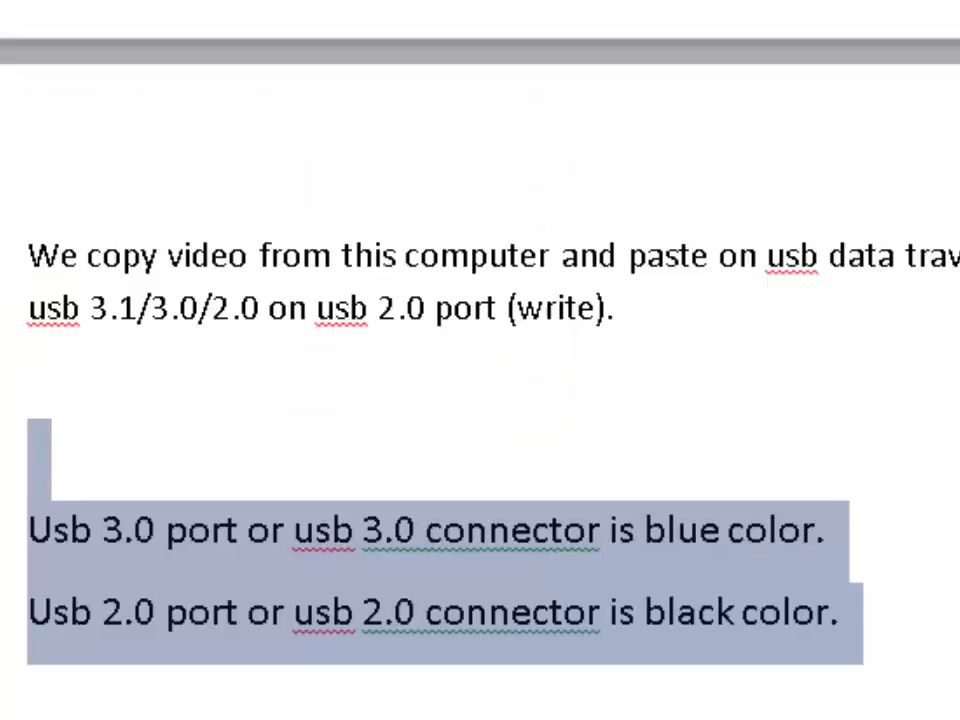 We copy video from this computer and paste on usb data
usb 3.1/3.0/2.0 on usb 2.0 port (write).
Usb 3.0 port or usb 3.0 connector is blue color.
Usb 2.0 port or usb 2.0 connector is black color.